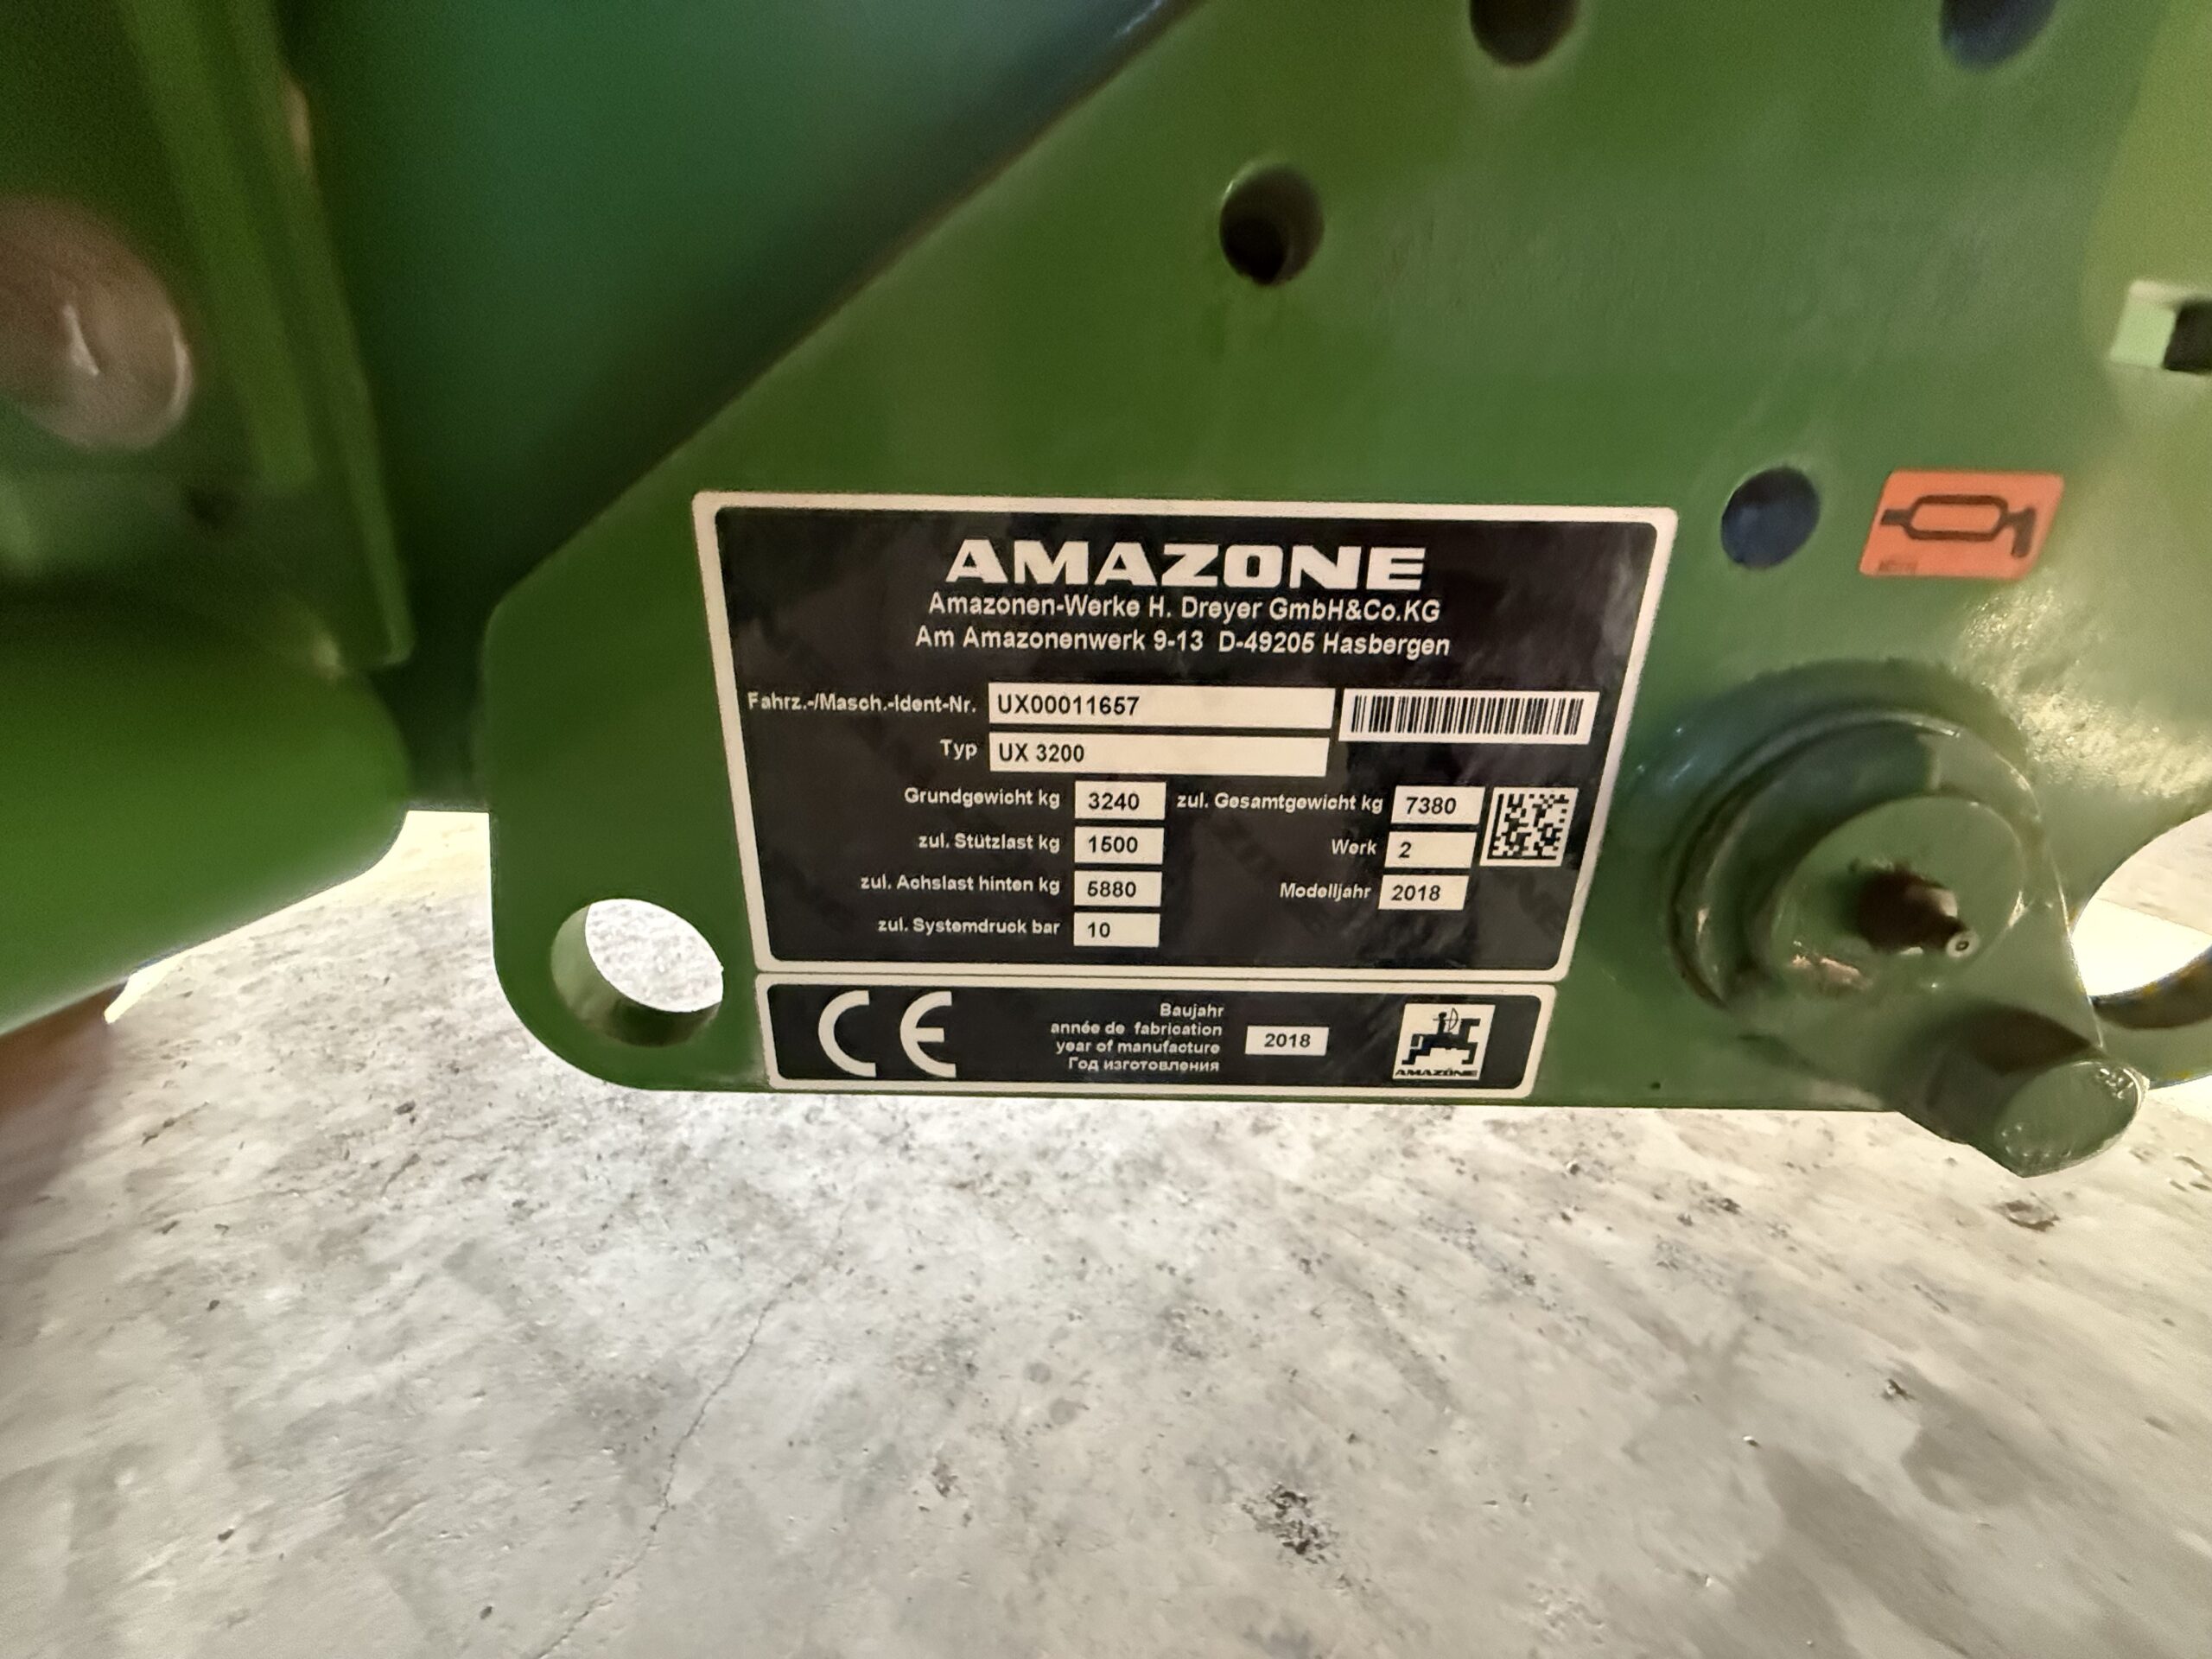 AMAZONE
Amazonen-Werke H. Dreyer GmbH&Co.KG
Am Amazonenwerk 9-13 D-49205 Hasbergen
Fahrz.-/Masch.-Ident-Nr. UX00011657
Typ UX 3200
Grundgewicht kg 3240 zul. Gesamtgewicht kg 7380
zul. Stützlast kg 1500 Werk 2
zul. Achslast hinten kg 5880 Modelljahr 2018
zul. Systemdruck bar 10
CE
Baujahr
année de fabrication
year of manufacture
Год изготовления
2018
AMAZONE